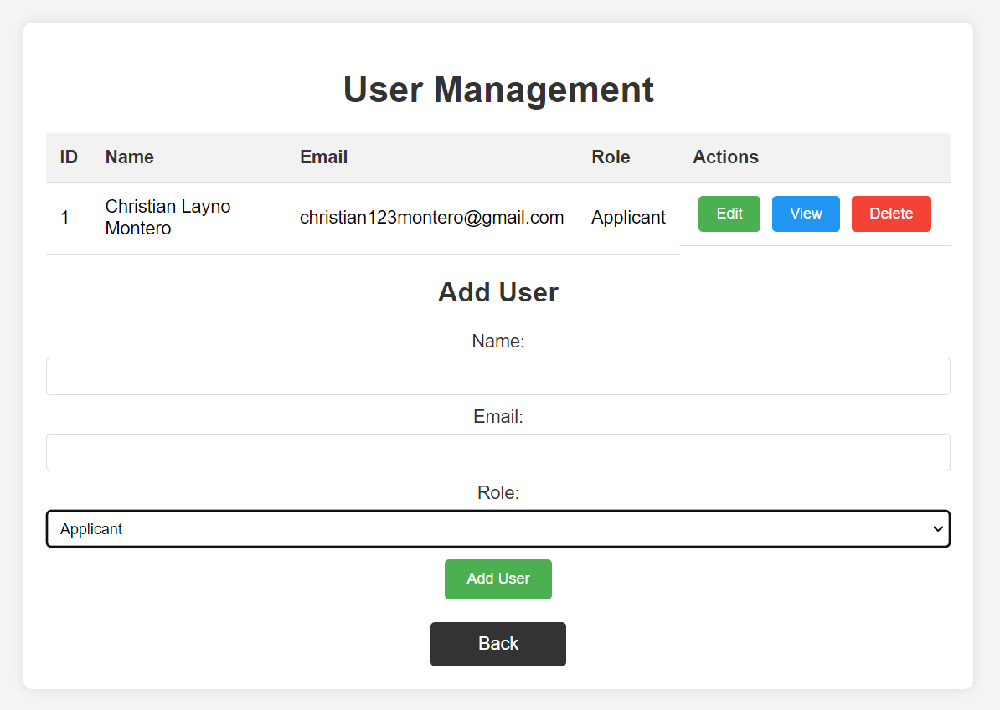 User Management
ID Name Email Role Actions
1 Christian Layno Montero christian123montero@gmail.com Applicant Edit View Delete
Add User
Name:
Email:
Role:
Applicant
Add User
Back